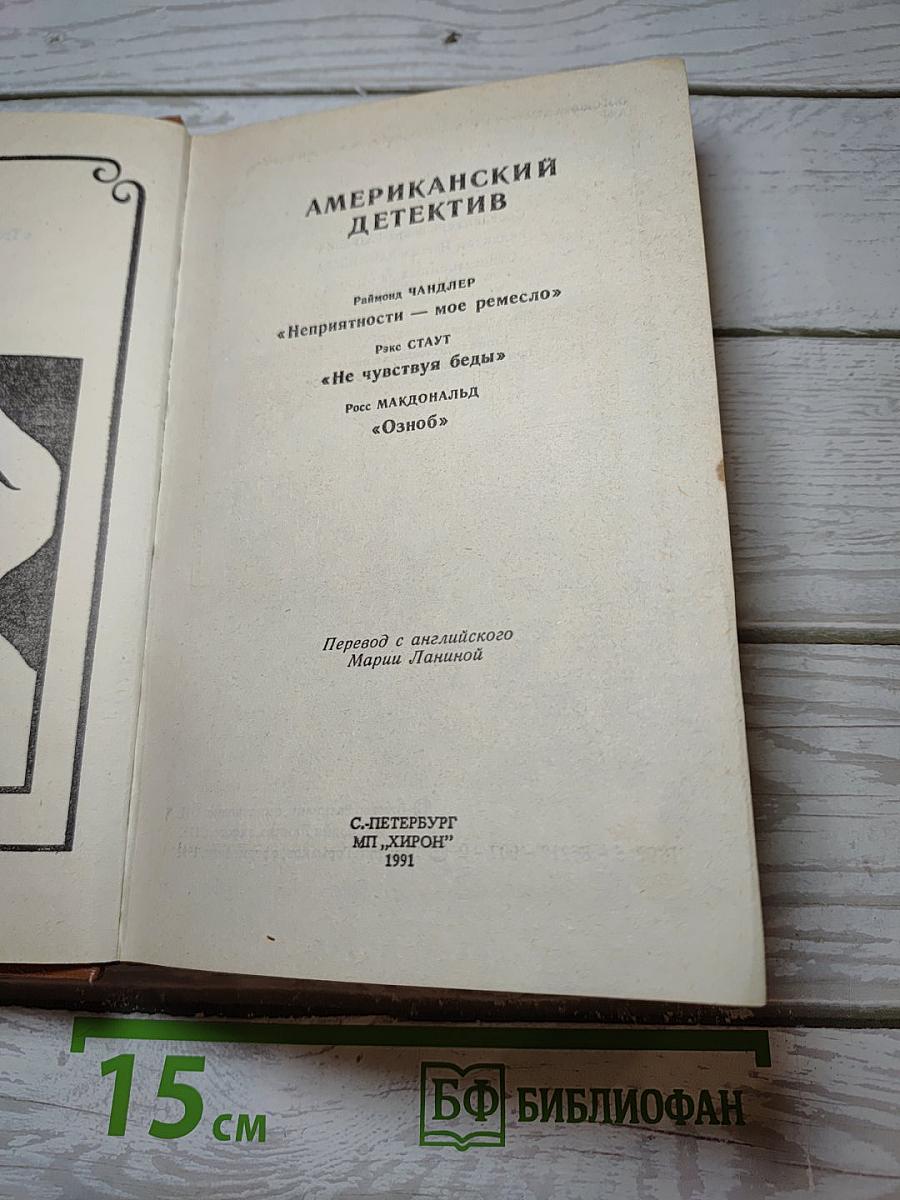 АМЕРИКАНСКИЙ
ДЕТЕКТИВ
Раймонд ЧАНДЛЕР
«Неприятности — мое ремесло»
Рэкс СТАУТ
«Не чувствуя беды»
Росс МАКДОНАЛЬД
«Озноб»
Перевод с английского
Марии Ланиной
С.-ПЕТЕРБУРГ
МП „ХИРОН”
1991
15 см
БФ БИБЛИОФАН